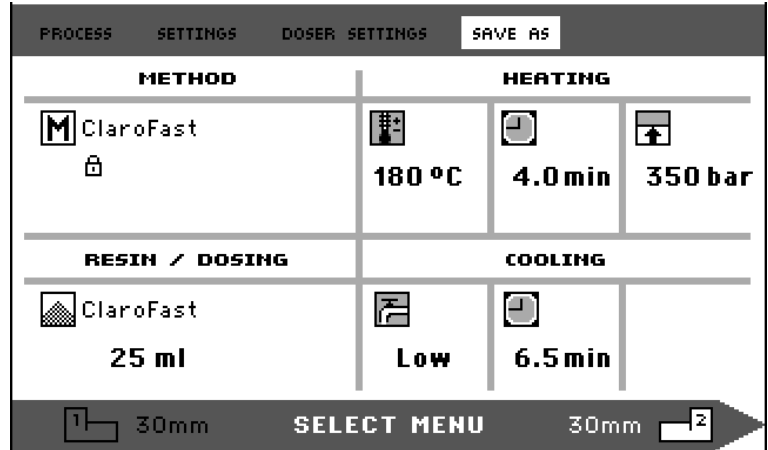 PROCESS SETTINGS DOSER SETTINGS SAVE AS
METHOD HEATING
M ClaroFast
180 ºC 4.0 min 350 bar
RESIN / DOSING COOLING
ClaroFast
25 ml Low 6.5 min
1 30mm SELECT MENU 30mm 2